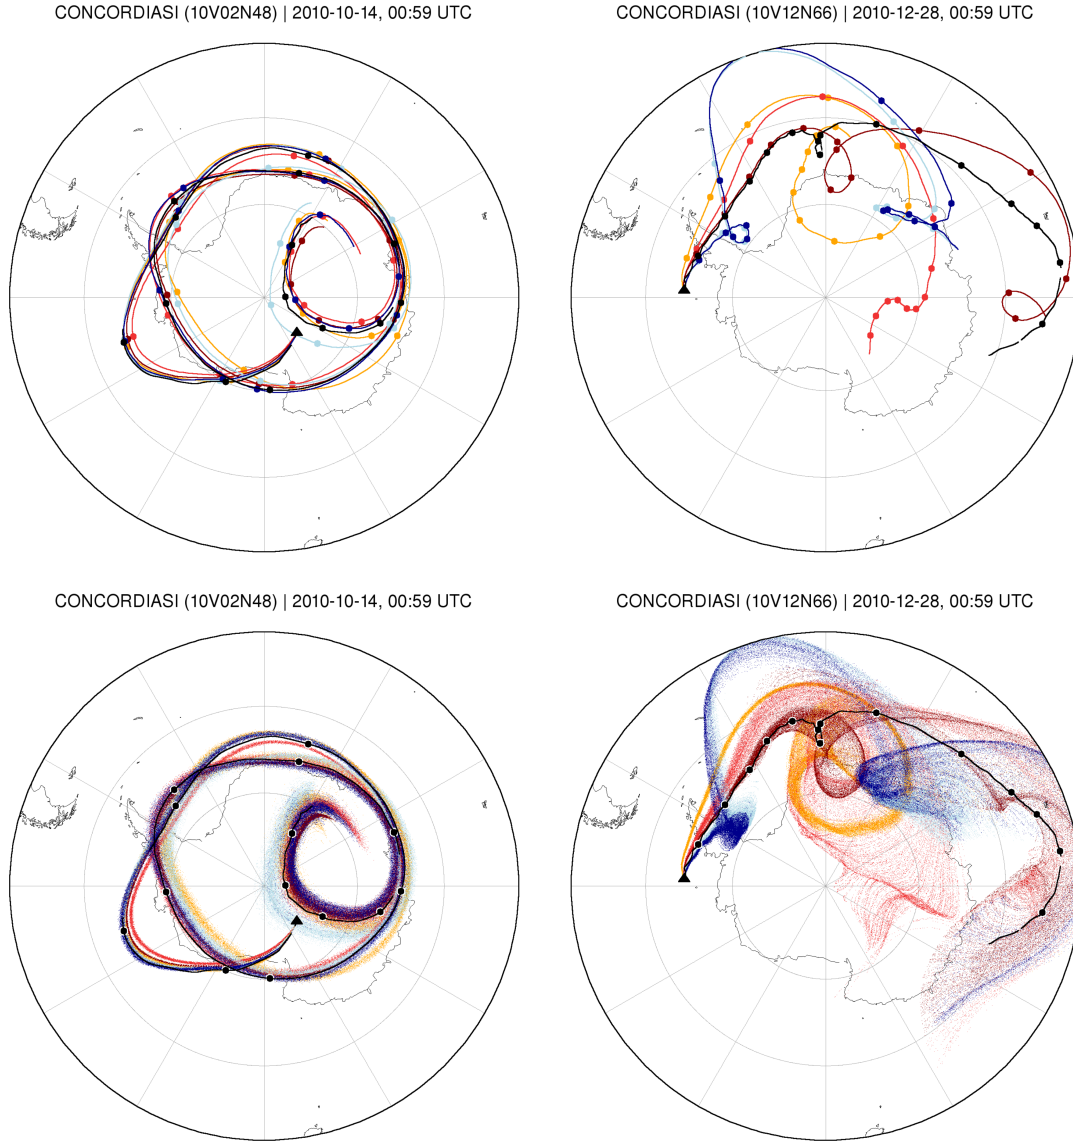 CONCORDIASI (10V02N48) | 2010-10-14, 00:59 UTC
CONCORDIASI (10V12N66) | 2010-12-28, 00:59 UTC
CONCORDIASI (10V02N48) | 2010-10-14, 00:59 UTC
CONCORDIASI (10V12N66) | 2010-12-28, 00:59 UTC